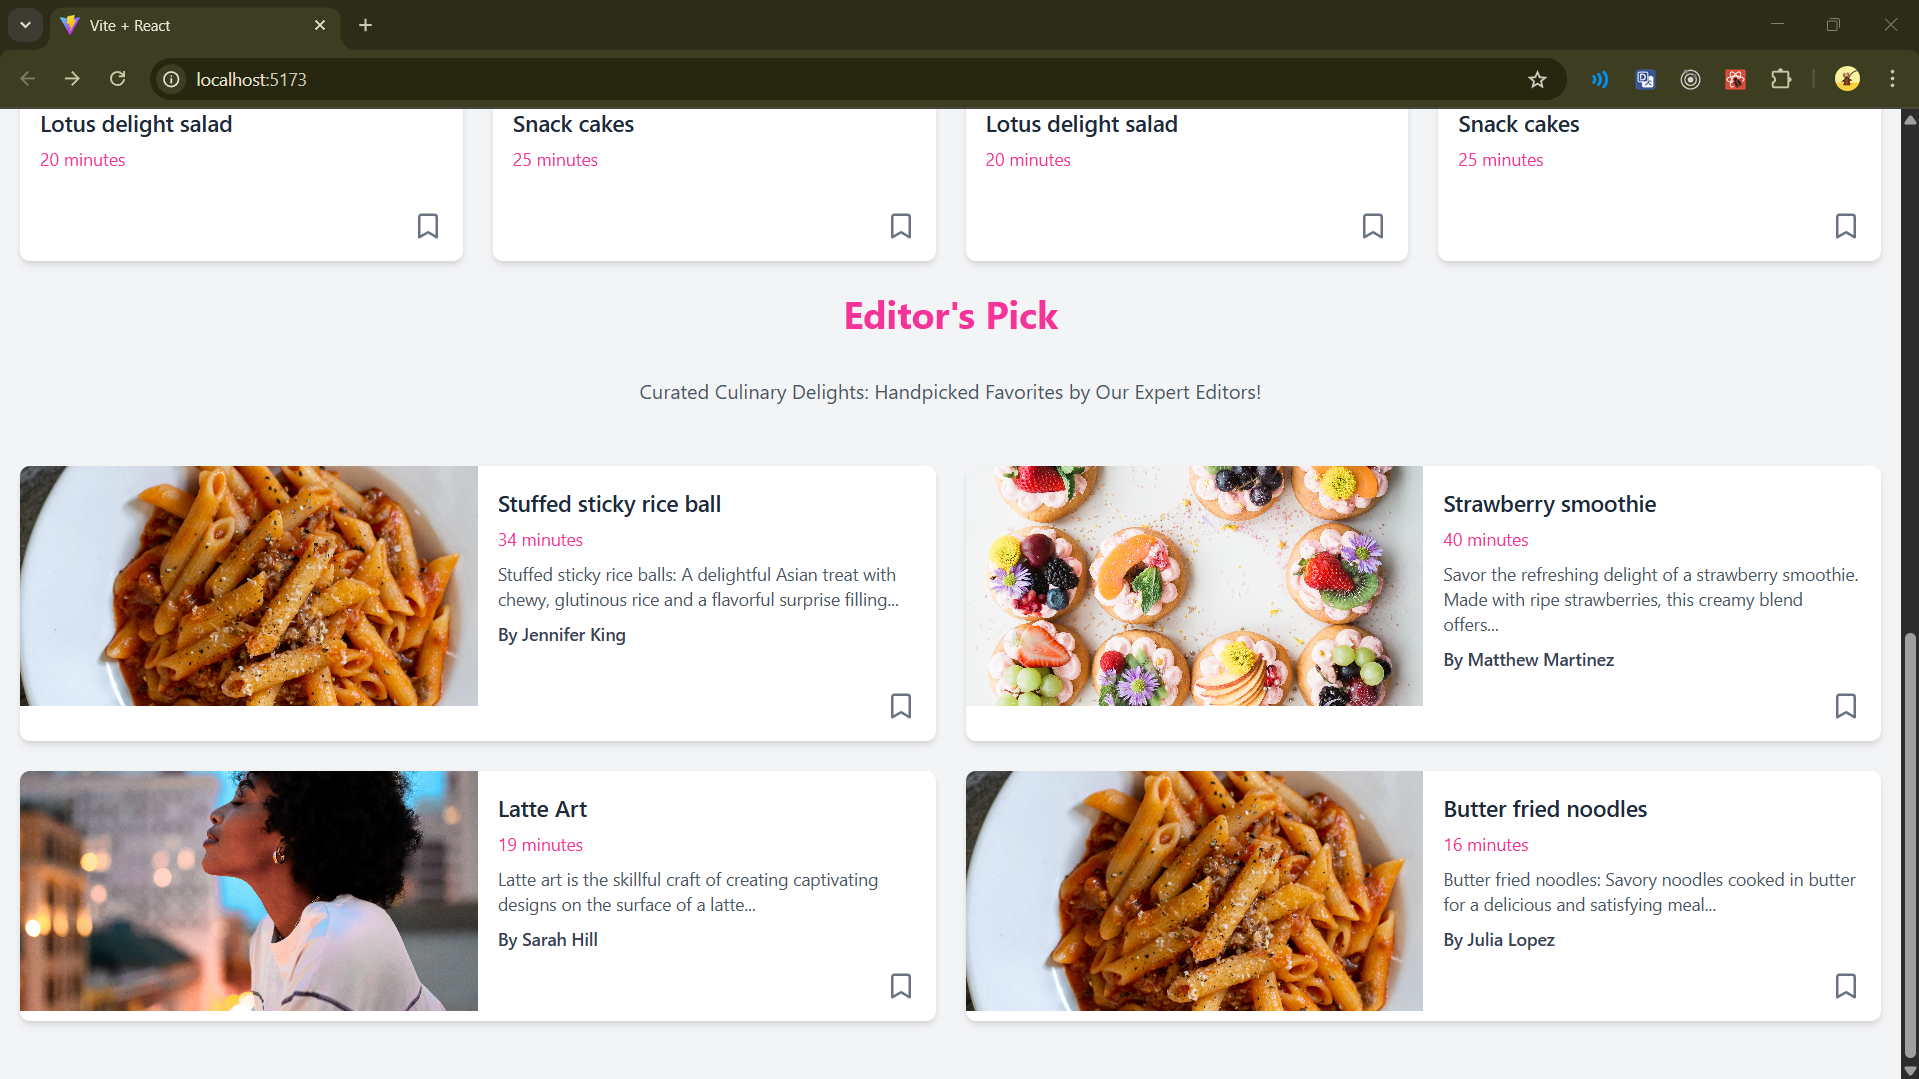 Vite + React
localhost:5173
Lotus delight salad
20 minutes
Snack cakes
25 minutes
Lotus delight salad
20 minutes
Snack cakes
25 minutes
Editor's Pick
Curated Culinary Delights: Handpicked Favorites by Our Expert Editors!
Stuffed sticky rice ball
34 minutes
Stuffed sticky rice balls: A delightful Asian treat with
chewy, glutinous rice and a flavorful surprise filling...
By Jennifer King
Strawberry smoothie
40 minutes
Savor the refreshing delight of a strawberry smoothie.
Made with ripe strawberries, this creamy blend
offers...
By Matthew Martinez
Latte Art
19 minutes
Latte art is the skillful craft of creating captivating
designs on the surface of a latte...
By Sarah Hill
Butter fried noodles
16 minutes
Butter fried noodles: Savory noodles cooked in butter
for a delicious and satisfying meal...
By Julia Lopez